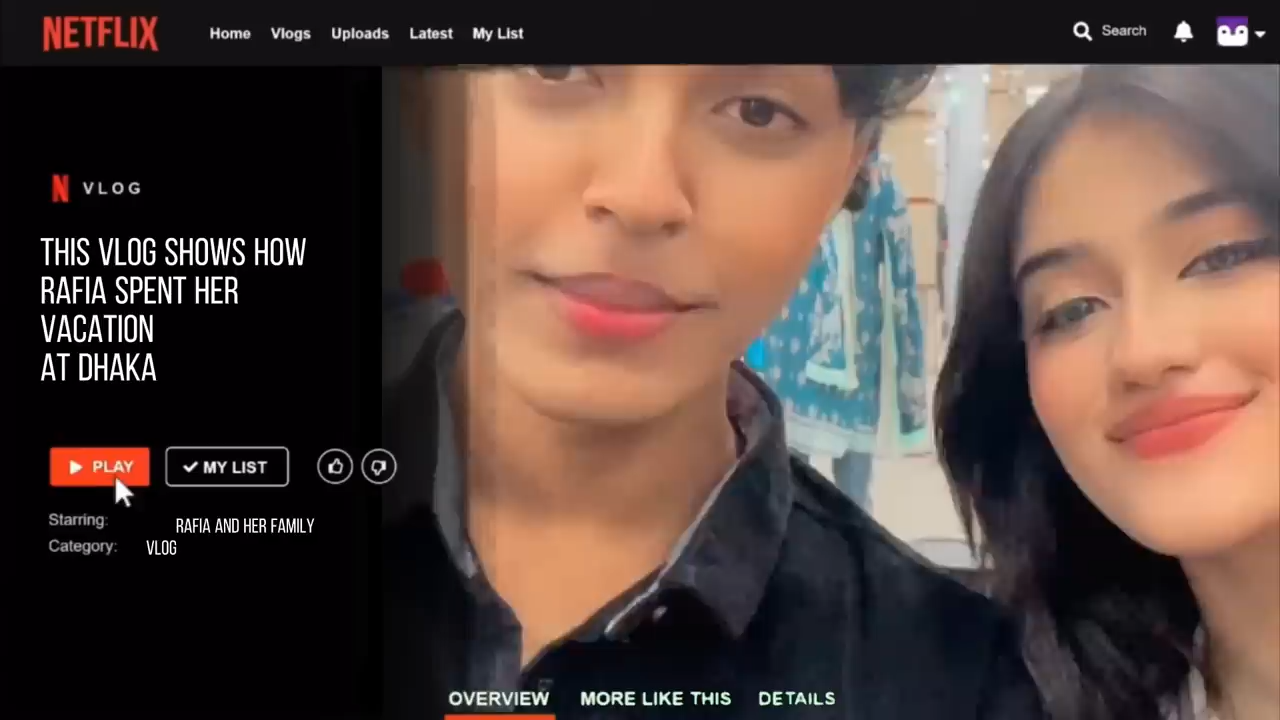 NETFLIX
Home Vlogs Uploads Latest My List Search
N VLOG
THIS VLOG SHOWS HOW
RAFIA SPENT HER
VACATION
AT DHAKA
PLAY MY LIST
Starring: RAFIA AND HER FAMILY
Category: VLOG
OVERVIEW MORE LIKE THIS DETAILS